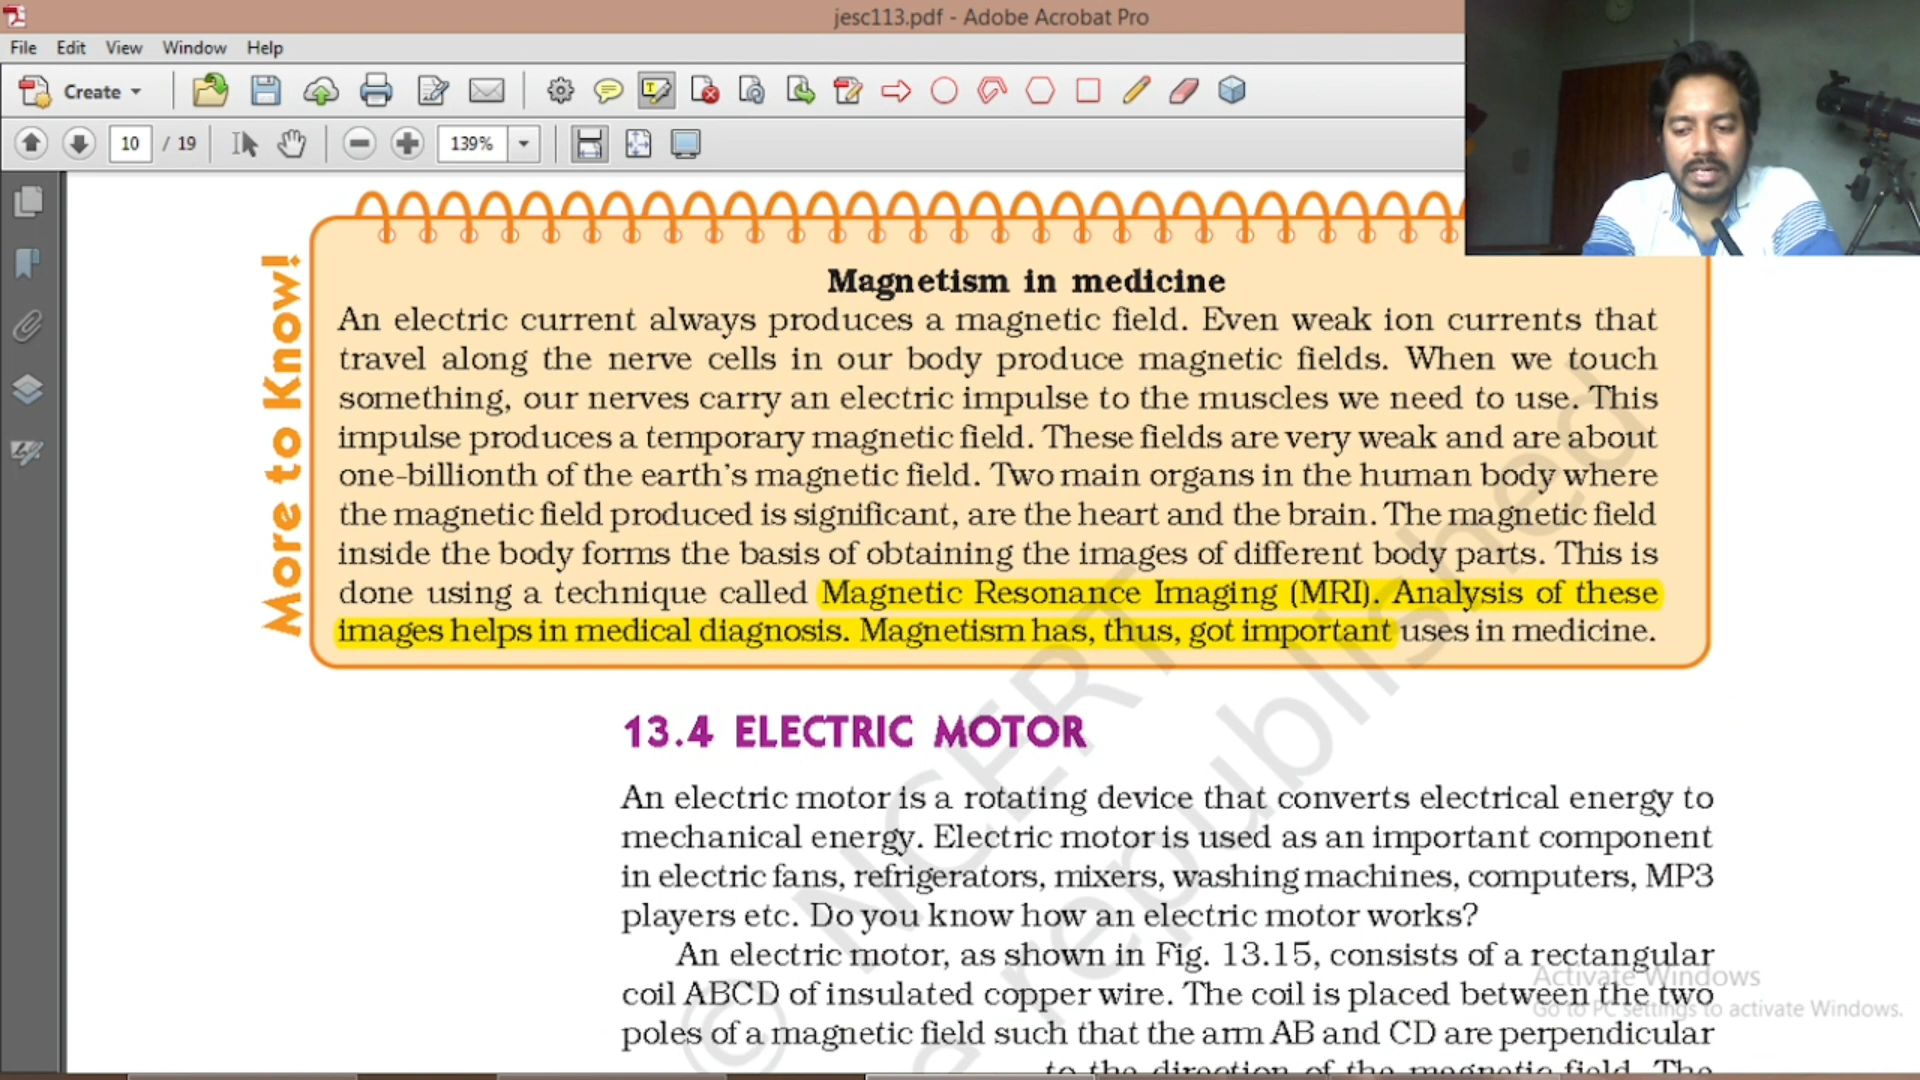 jesc113.pdf - Adobe Acrobat Pro
File Edit View Window Help
Create
10 / 19 139%
More to Know!
Magnetism in medicine
An electric current always produces a magnetic field. Even weak ion currents that
travel along the nerve cells in our body produce magnetic fields. When we touch
something, our nerves carry an electric impulse to the muscles we need to use. This
impulse produces a temporary magnetic field. These fields are very weak and are about
one-billionth of the earth's magnetic field. Two main organs in the human body where
the magnetic field produced is significant, are the heart and the brain. The magnetic field
inside the body forms the basis of obtaining the images of different body parts. This is
done using a technique called Magnetic Resonance Imaging (MRI). Analysis of these
images helps in medical diagnosis. Magnetism has, thus, got important uses in medicine.
13.4 ELECTRIC MOTOR
An electric motor is a rotating device that converts electrical energy to
mechanical energy. Electric motor is used as an important component
in electric fans, refrigerators, mixers, washing machines, computers, MP3
players etc. Do you know how an electric motor works?
An electric motor, as shown in Fig. 13.15, consists of a rectangular
coil ABCD of insulated copper wire. The coil is placed between the two
poles of a magnetic field such that the arm AB and CD are perpendicular
to the direction of the magnetic field. The
© NCERT
republished
Activate Windows
Go to PC settings to activate Windows.